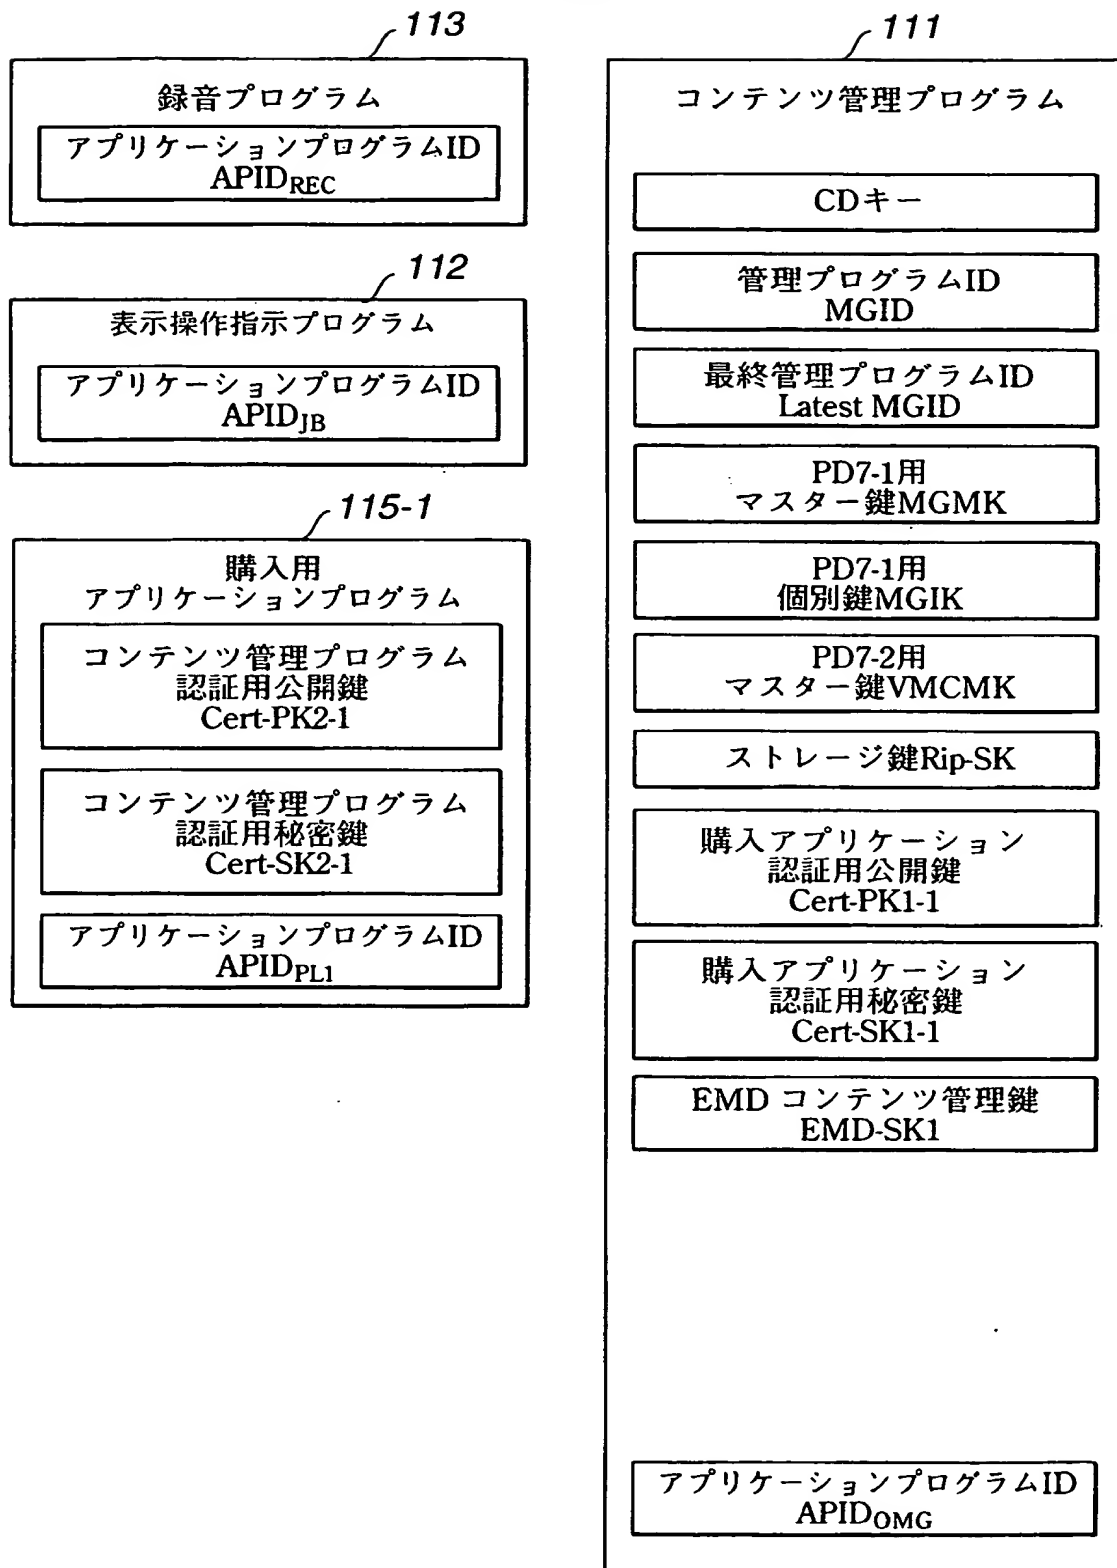 113
録音プログラム
アプリケーションプログラムID
APIDREC
112
表示操作指示プログラム
アプリケーションプログラムID
APIDJB
115-1
購入用
アプリケーションプログラム
コンテンツ管理プログラム
認証用公開鍵
Cert-PK2-1
コンテンツ管理プログラム
認証用秘密鍵
Cert-SK2-1
アプリケーションプログラムID
APIDPL1
111
コンテンツ管理プログラム
CDキー
管理プログラムID
MGID
最終管理プログラムID
Latest MGID
PD7-1用
マスター鍵MGMK
PD7-1用
個別鍵MGIK
PD7-2用
マスター鍵VMCMK
ストレージ鍵Rip-SK
購入アプリケーション
認証用公開鍵
Cert-PK1-1
購入アプリケーション
認証用秘密鍵
Cert-SK1-1
EMD コンテンツ管理鍵
EMD-SK1
アプリケーションプログラムID
APIDOMG